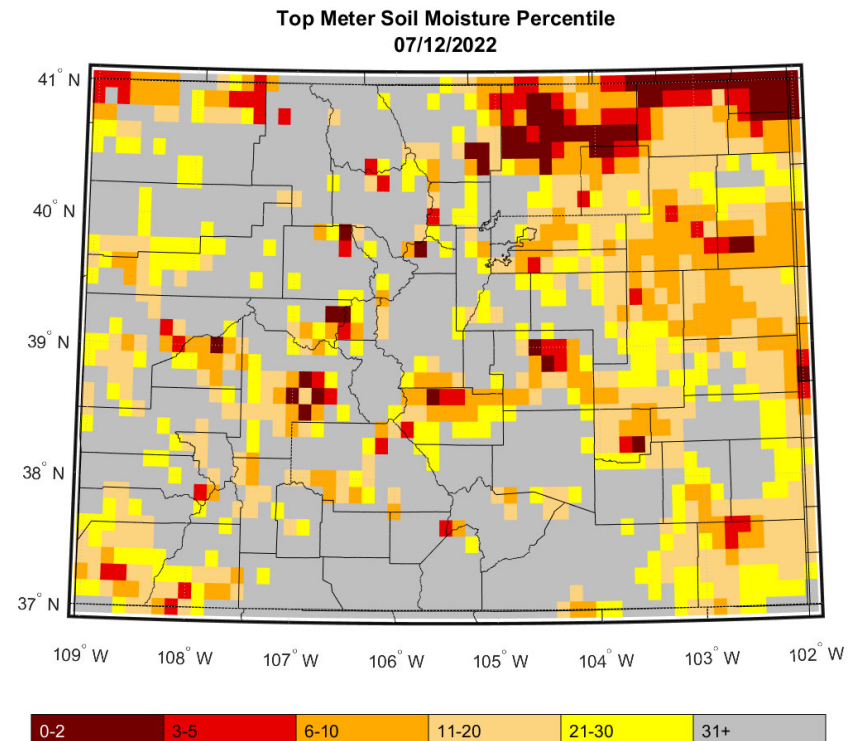 Top Meter Soil Moisture Percentile
07/12/2022
41° N
40° N
39° N
38° N
37° N
109° W 108° W 107° W 106° W 105° W 104° W 103° W 102° W
0-2 3-5 6-10 11-20 21-30 31+